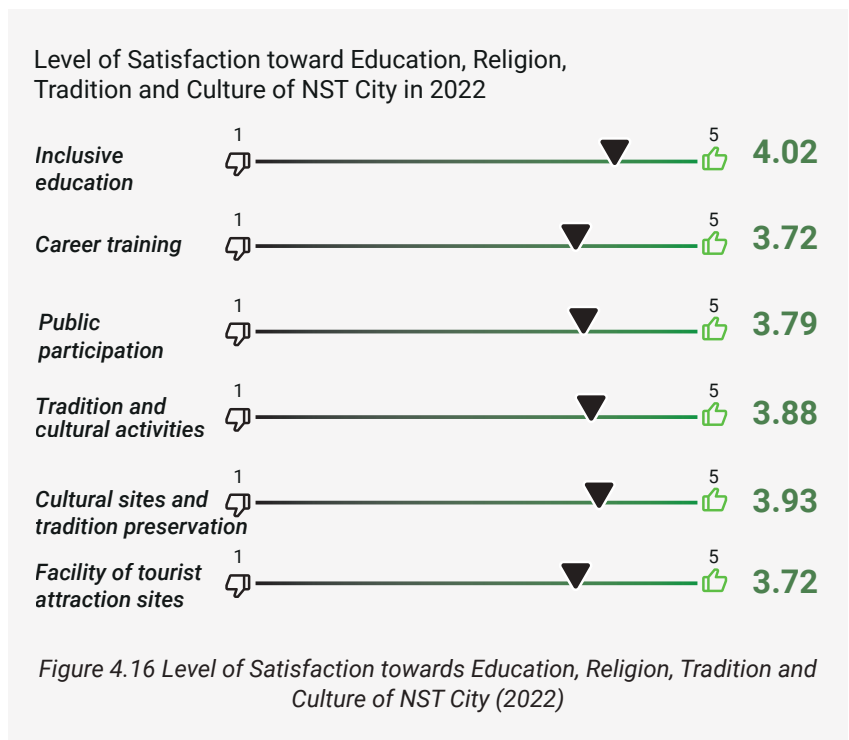 Level of Satisfaction toward Education, Religion,
Tradition and Culture of NST City in 2022
Inclusive
education
1
5
4.02
Career training
1
5
3.72
Public
participation
1
5
3.79
Tradition and
cultural activities
1
5
3.88
Cultural sites and
tradition preservation
1
5
3.93
Facility of tourist
attraction sites
1
5
3.72
Figure 4.16 Level of Satisfaction towards Education, Religion, Tradition and
Culture of NST City (2022)